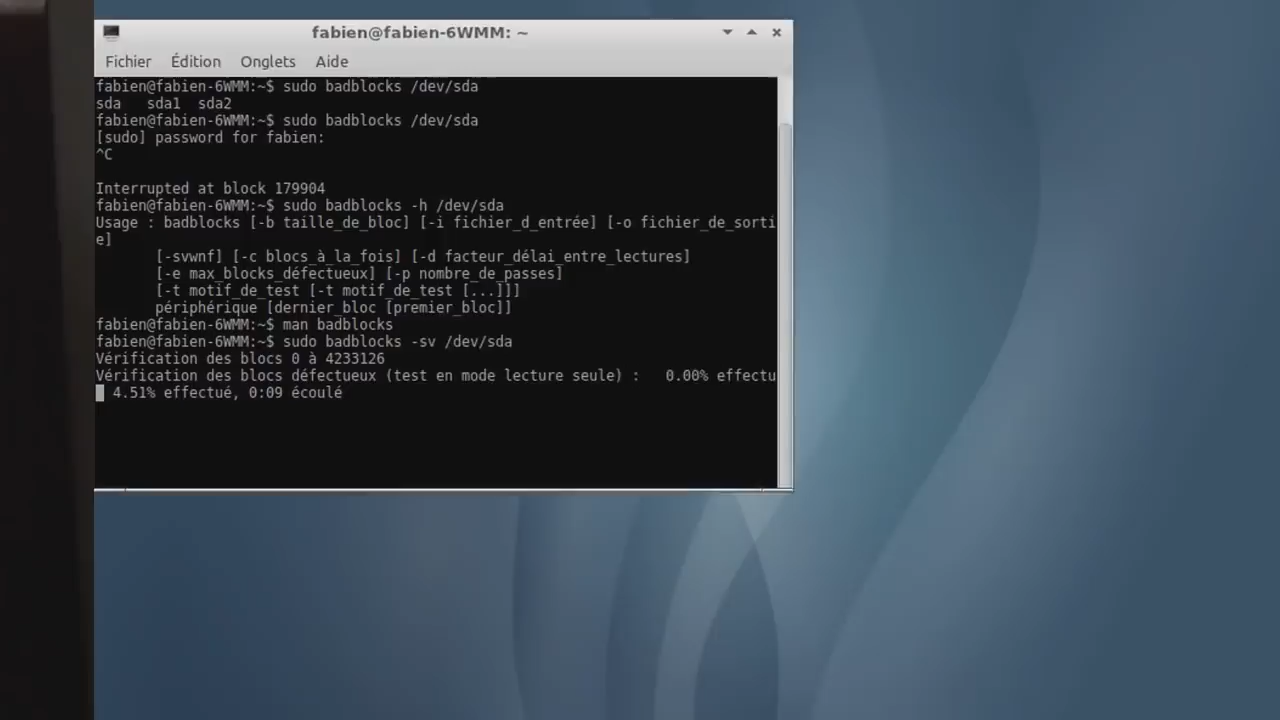 fabien@fabien-6WMM: ~
Fichier Édition Onglets Aide
fabien@fabien-6WMM:~$ sudo badblocks /dev/sda
sda sda1 sda2
fabien@fabien-6WMM:~$ sudo badblocks /dev/sda
[sudo] password for fabien:
^C
Interrupted at block 179904
fabien@fabien-6WMM:~$ sudo badblocks -h /dev/sda
Usage : badblocks [-b taille_de_bloc] [-i fichier_d_entrée] [-o fichier_de_sorti
e]
[-svwnf] [-c blocs_à_la_fois] [-d facteur_délai_entre_lectures]
[-e max_blocks_défectueux] [-p nombre_de_passes]
[-t motif_de_test [-t motif_de_test [...]]]
périphérique [dernier_bloc [premier_bloc]]
fabien@fabien-6WMM:~$ man badblocks
fabien@fabien-6WMM:~$ sudo badblocks -sv /dev/sda
Vérification des blocs 0 à 4233126
Vérification des blocs défectueux (test en mode lecture seule) : 0.00% effectu
4.51% effectué, 0:09 écoulé